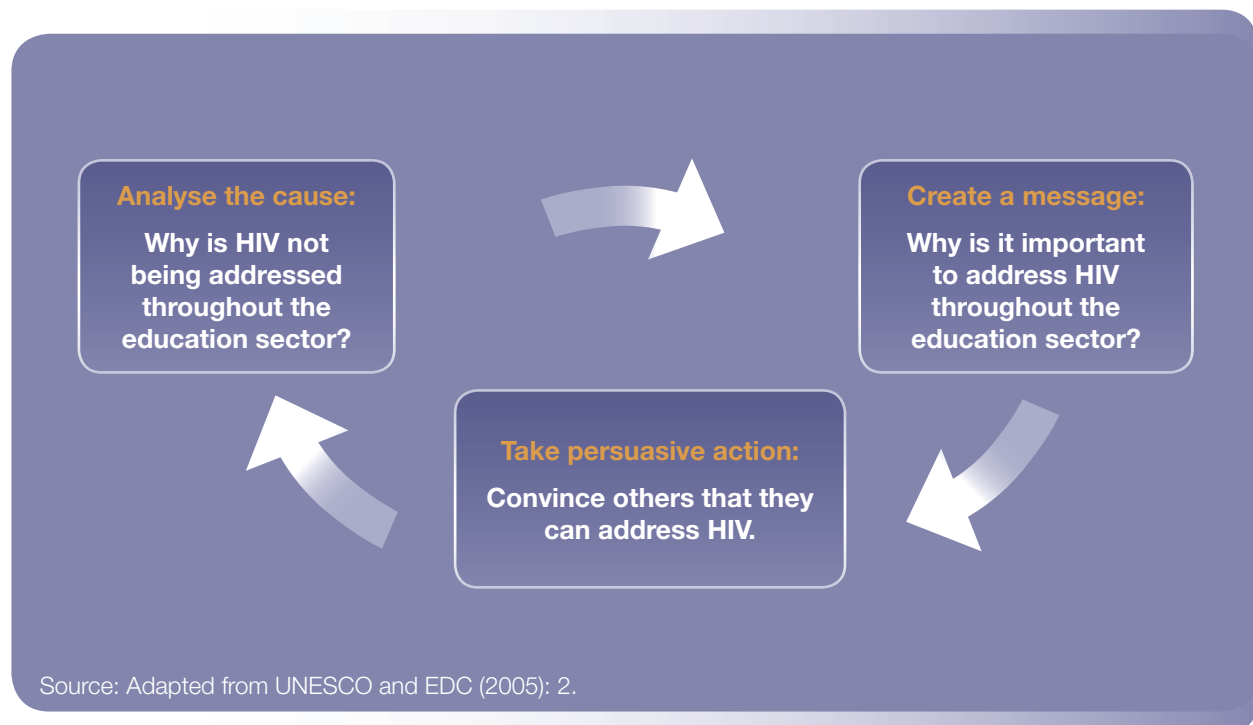 Analyse the cause:
Why is HIV not
being addressed
throughout the
education sector?
Create a message:
Why is it important
to address HIV
throughout the
education sector?
Take persuasive action:
Convince others that they
can address HIV.
Source: Adapted from UNESCO and EDC (2005): 2.